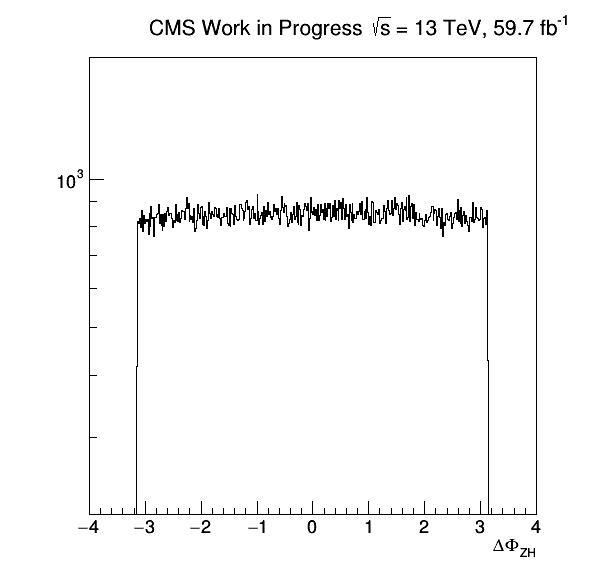 CMS Work in Progress √s = 13 TeV, 59.7 fb⁻¹
10³
−4 −3 −2 −1 0 1 2 3 4
ΔΦ_ZH